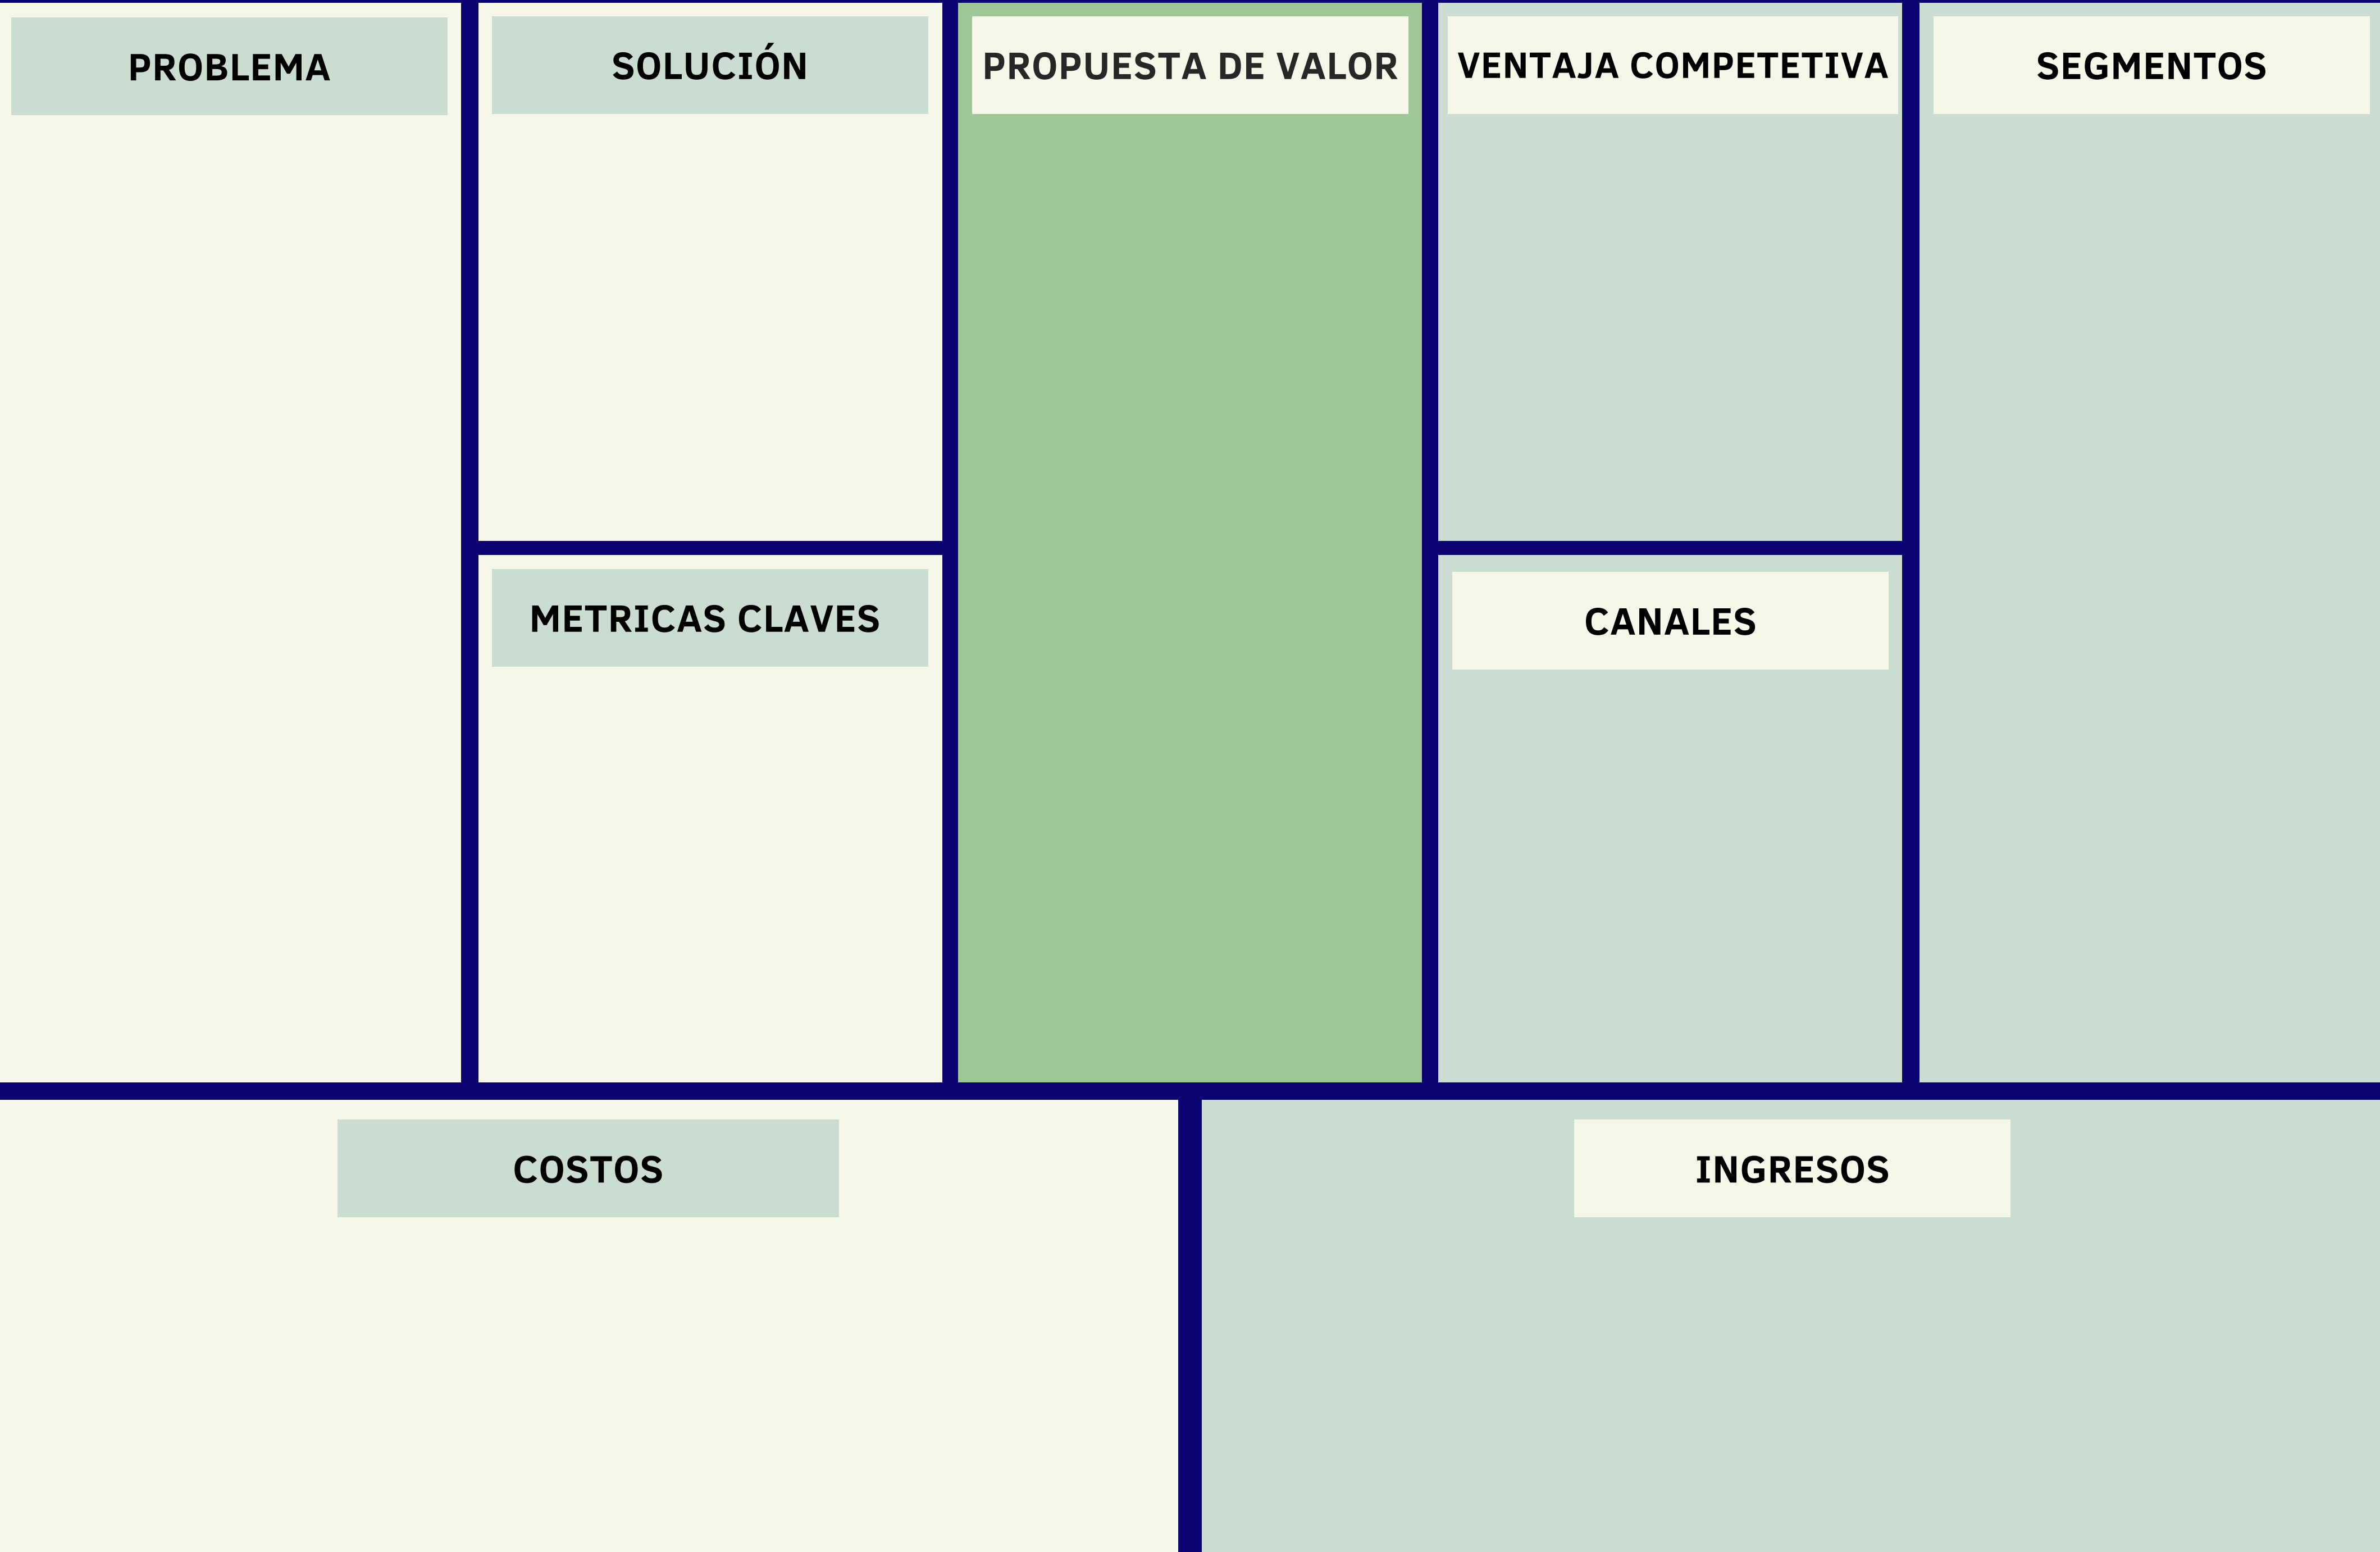 PROBLEMA
SOLUCIÓN
PROPUESTA DE VALOR
VENTAJA COMPETETIVA
SEGMENTOS
METRICAS CLAVES
CANALES
COSTOS
INGRESOS